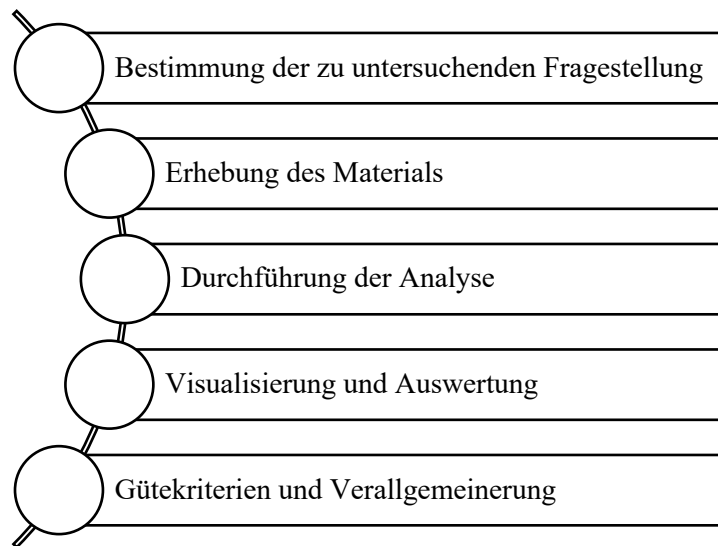 Bestimmung der zu untersuchenden Fragestellung
Erhebung des Materials
Durchführung der Analyse
Visualisierung und Auswertung
Gütekriterien und Verallgemeinerung